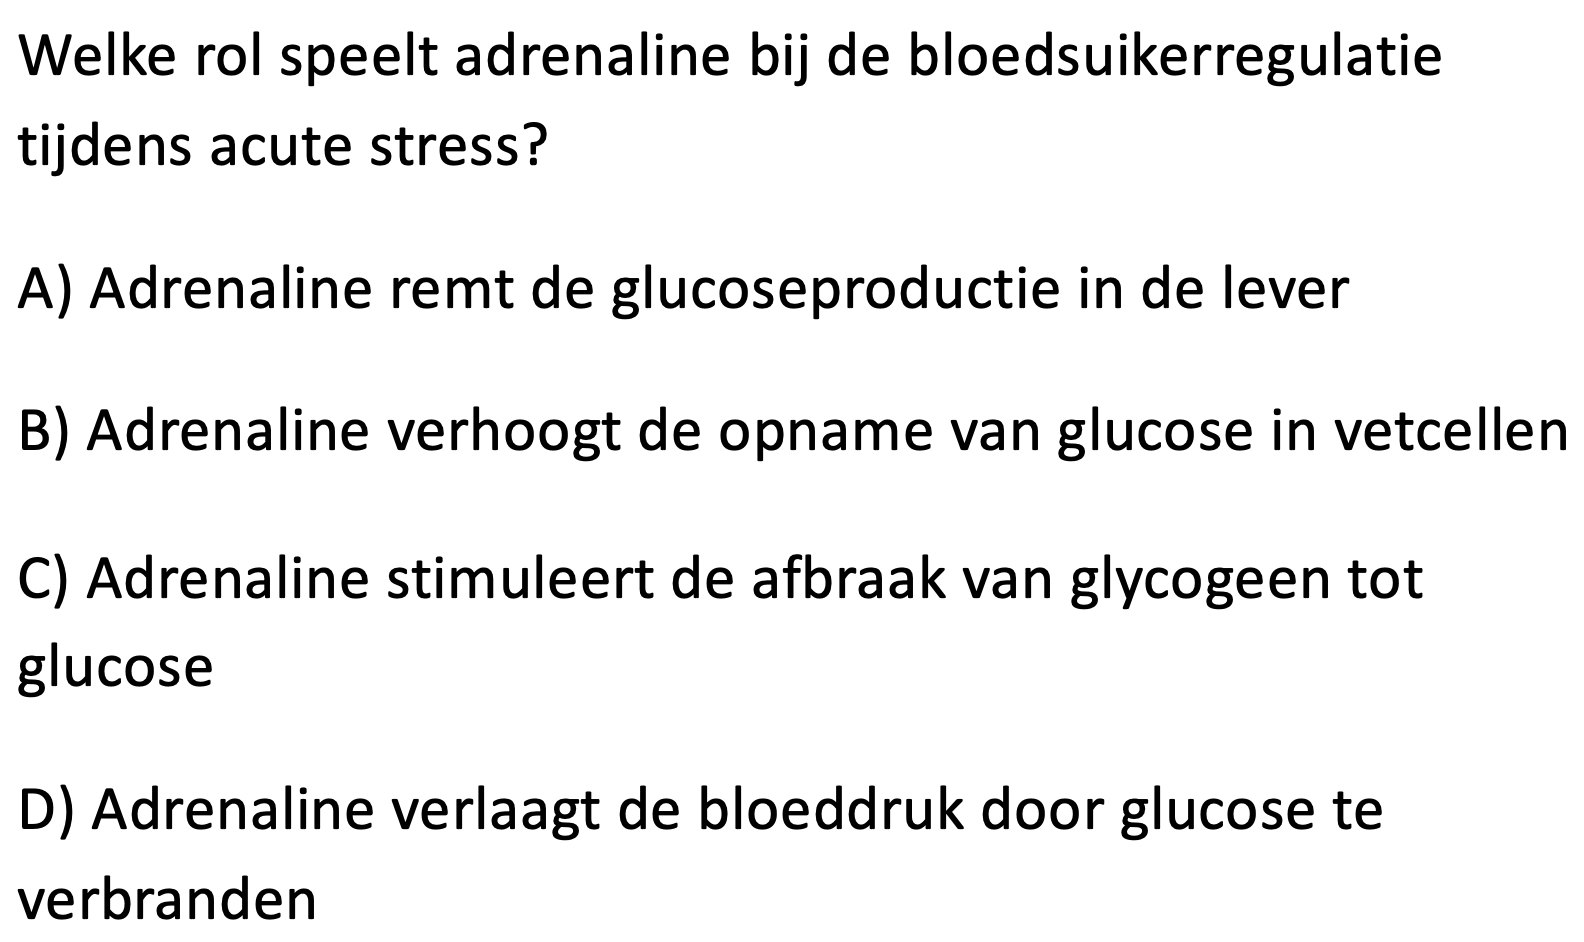 Welke rol speelt adrenaline bij de bloedsuikerregulatie
tijdens acute stress?
A) Adrenaline remt de glucoseproductie in de lever
B) Adrenaline verhoogt de opname van glucose in vetcellen
C) Adrenaline stimuleert de afbraak van glycogeen tot
glucose
D) Adrenaline verlaagt de bloeddruk door glucose te
verbranden